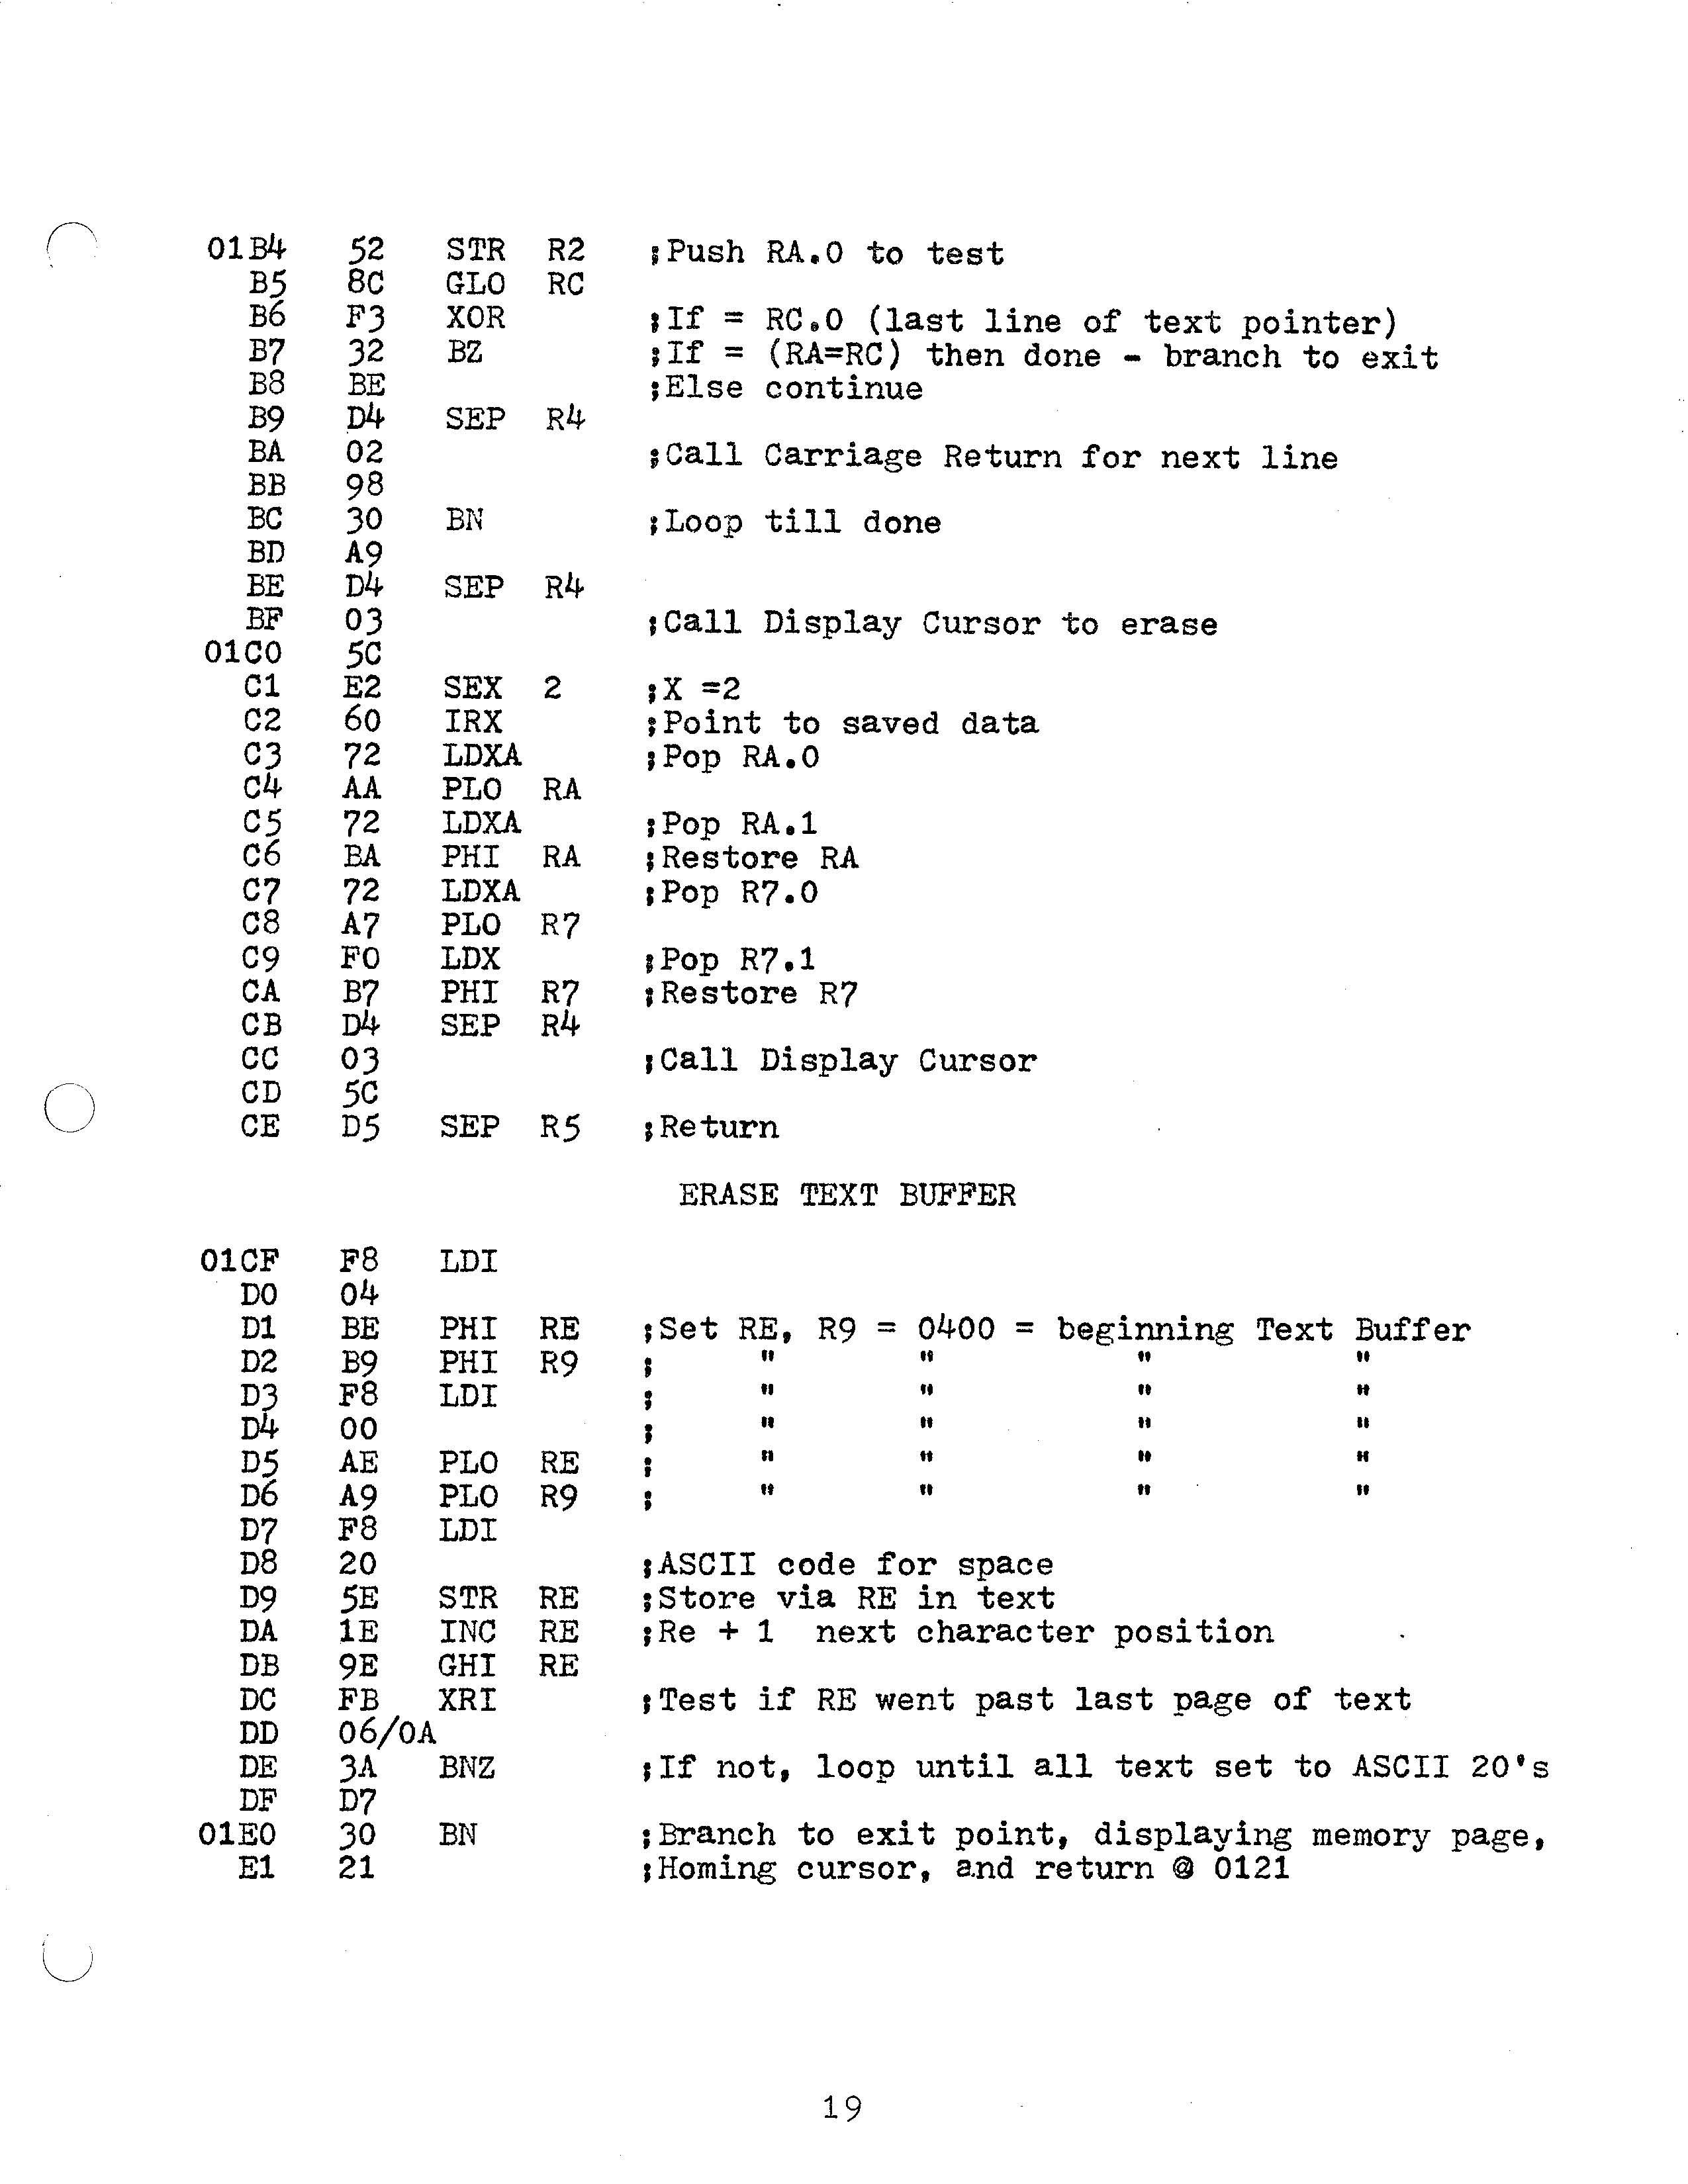 01B4 52 STR R2 ;Push RA.0 to test
B5 8C GLO RC
B6 F3 XOR ;If = RC.0 (last line of text pointer)
B7 32 BZ ;If = (RA=RC) then done - branch to exit
B8 BE ;Else continue
B9 D4 SEP R4
BA 02 ;Call Carriage Return for next line
BB 98
BC 30 BN ;Loop till done
BD A9
BE D4 SEP R4
BF 03 ;Call Display Cursor to erase
01C0 5C
C1 E2 SEX 2 ;X =2
C2 60 IRX ;Point to saved data
C3 72 LDXA ;Pop RA.0
C4 AA PLO RA
C5 72 LDXA ;Pop RA.1
C6 BA PHI RA ;Restore RA
C7 72 LDXA ;Pop R7.0
C8 A7 PLO R7
C9 F0 LDX ;Pop R7.1
CA B7 PHI R7 ;Restore R7
CB D4 SEP R4
CC 03 ;Call Display Cursor
CD 5C
CE D5 SEP R5 ;Return
ERASE TEXT BUFFER
01CF F8 LDI
D0 04
D1 BE PHI RE ;Set RE, R9 = 0400 = beginning Text Buffer
D2 B9 PHI R9 ; " " " "
D3 F8 LDI ; " " " "
D4 00 ; " " " "
D5 AE PLO RE ; " " " "
D6 A9 PLO R9 ; " " " "
D7 F8 LDI
D8 20 ;ASCII code for space
D9 5E STR RE ;Store via RE in text
DA 1E INC RE ;Re + 1 next character position
DB 9E GHI RE
DC FB XRI ;Test if RE went past last page of text
DD 06/0A
DE 3A BNZ ;If not, loop until all text set to ASCII 20's
DF D7
01E0 30 BN ;Branch to exit point, displaying memory page,
E1 21 ;Homing cursor, and return @ 0121
19